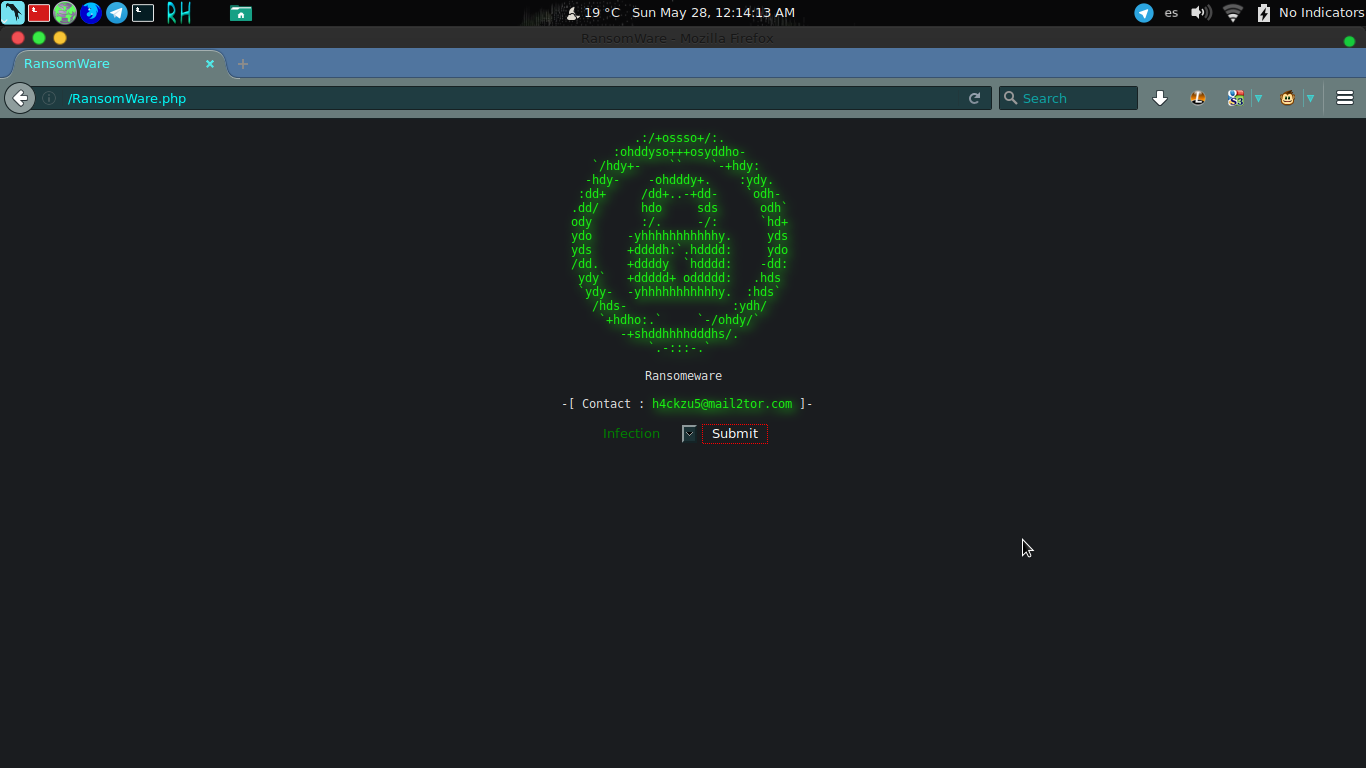 RH 19 °C Sun May 28, 12:14:13 AM es No Indicators
RansomWare - Mozilla Firefox
RansomWare
/RansomWare.php Search
.:/+ossso+/:.
:ohddyso+++osyddho-
`/hdy+-    ``    `-+hdy:
-hdy-    -ohdddy+.    :ydy.
:dd+     /dd+..-+dd-    `odh-
.dd/      hdo     sds      odh`
ody       :/.     -/:      `hd+
ydo     -yhhhhhhhhhhhy.     yds
yds     +ddddh:`.hdddd:     ydo
/dd.    +ddddy  `hdddd:    -dd:
ydy`   +ddddd+ oddddd:   .hds
`ydy-  -yhhhhhhhhhhhy.  :hds`
/hds-               :ydh/
`+hdho:.`     `-/ohdy/`
-+shddhhhhdddhs/.
`.-:::-.`
Ransomeware
-[ Contact : h4ckzu5@mail2tor.com ]-
Infection Submit